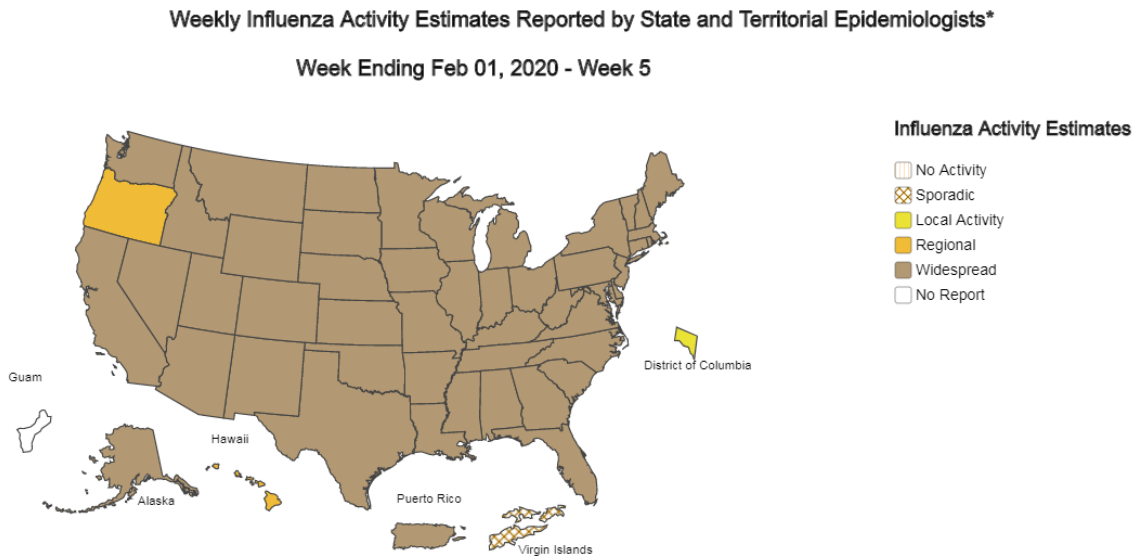 Weekly Influenza Activity Estimates Reported by State and Territorial Epidemiologists*
Week Ending Feb 01, 2020 - Week 5
Influenza Activity Estimates
No Activity
Sporadic
Local Activity
Regional
Widespread
No Report
District of Columbia
Guam
Hawaii
Alaska
Puerto Rico
Virgin Islands